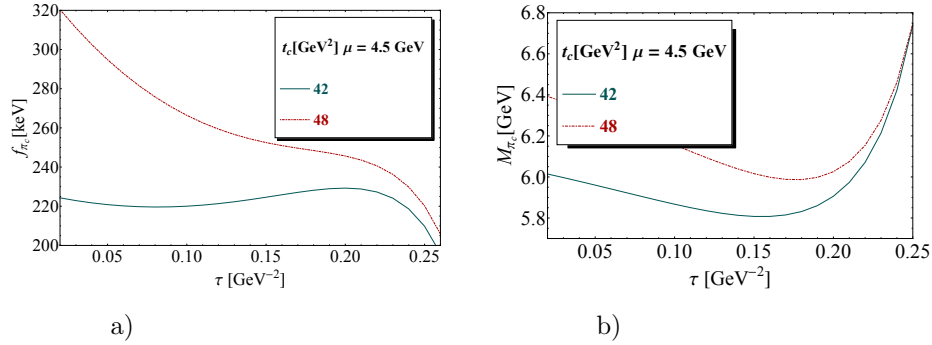 320
300
280
260
240
220
200
f_{π_c}[keV]
t_c[GeV²] μ = 4.5 GeV
42
48
0.05 0.10 0.15 0.20 0.25
τ [GeV⁻²]
a)
6.8
6.6
6.4
6.2
6.0
5.8
M_{π_c}[GeV]
t_c[GeV²] μ = 4.5 GeV
42
48
0.05 0.10 0.15 0.20 0.25
τ [GeV⁻²]
b)